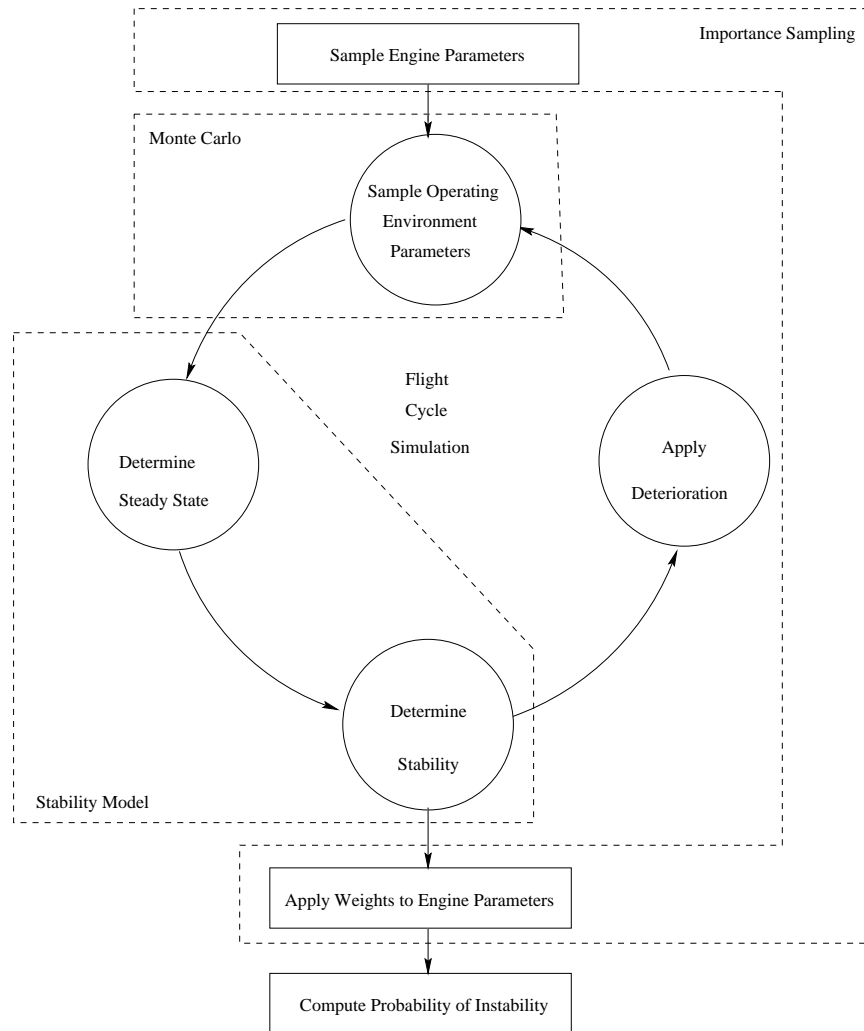 Importance Sampling
Sample Engine Parameters
Monte Carlo
Sample Operating
Environment
Parameters
Flight
Cycle
Simulation
Determine
Steady State
Apply
Deterioration
Determine
Stability
Stability Model
Apply Weights to Engine Parameters
Compute Probability of Instability